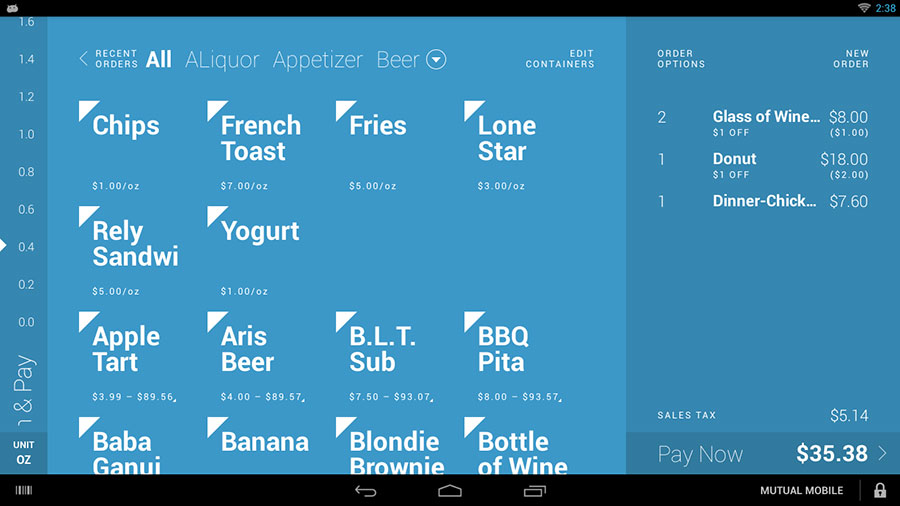 2:38
1.6
1.4
1.2
1.0
0.8
0.6
0.4
0.2
0.0
& Pay
UNIT
OZ
RECENT
ORDERS
All ALiquor Appetizer Beer
EDIT
CONTAINERS
Chips
$1.00/oz
French
Toast
$7.00/oz
Fries
$5.00/oz
Lone
Star
$3.00/oz
Rely
Sandwi
$5.00/oz
Yogurt
$1.00/oz
Apple
Tart
$3.99 – $89.56
Aris
Beer
$4.00 – $89.57
B.L.T.
Sub
$7.50 – $93.07
BBQ
Pita
$8.00 – $93.57
Baba
Ganui
Banana
Blondie
Brownie
Bottle
of Wine
ORDER
OPTIONS
NEW
ORDER
2 Glass of Wine... $8.00
$1 OFF ($1.00)
1 Donut $18.00
$1 OFF ($2.00)
1 Dinner-Chick... $7.60
SALES TAX $5.14
Pay Now $35.38
MUTUAL MOBILE